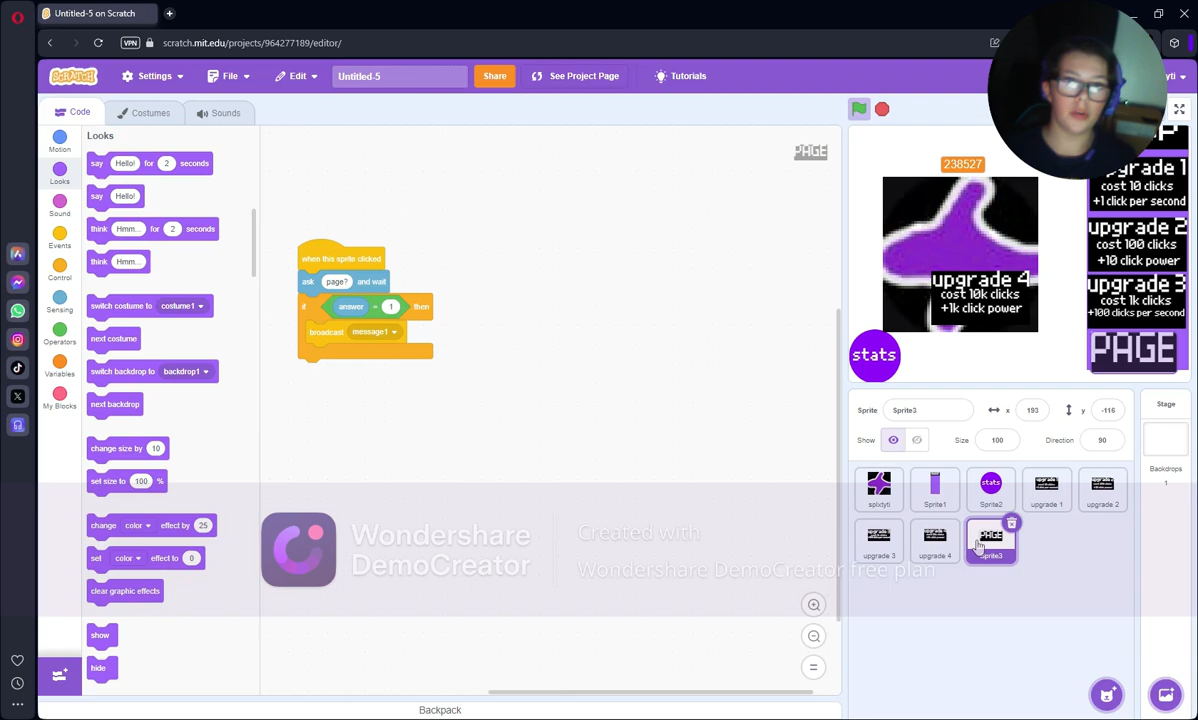 Untitled-5 on Scratch
VPN
scratch.mit.edu/projects/964277189/editor/
SCRATCH
Settings
File
Edit
Untitled-5
Share
See Project Page
Tutorials
yti
Code
Costumes
Sounds
Motion
Looks
Sound
Events
Control
Sensing
Operators
Variables
My Blocks
Looks
say Hello! for 2 seconds
say Hello!
think Hmm... for 2 seconds
think Hmm...
switch costume to costume1
next costume
switch backdrop to backdrop1
next backdrop
change size by 10
set size to 100 %
change color effect by 25
set color effect to 0
clear graphic effects
show
hide
PAGE
when this sprite clicked
ask page? and wait
if answer = 1 then
broadcast message1
238527
upgrade 4
cost 10k clicks
+1k click power
stats
upgrade 1
cost 10 clicks
+1 click per second
upgrade 2
cost 100 clicks
+10 click power
upgrade 3
cost 1k clicks
+100 click per second
PAGE
Sprite
Sprite3
x
193
y
-116
Show
Size
100
Direction
90
Stage
Backdrops
1
splxlyti
Sprite1
stats
Sprite2
upgrade 1
upgrade 2
upgrade 3
upgrade 4
PAGE
Sprite3
Wondershare
DemoCreator
Created with
Wondershare DemoCreator free plan
Backpack